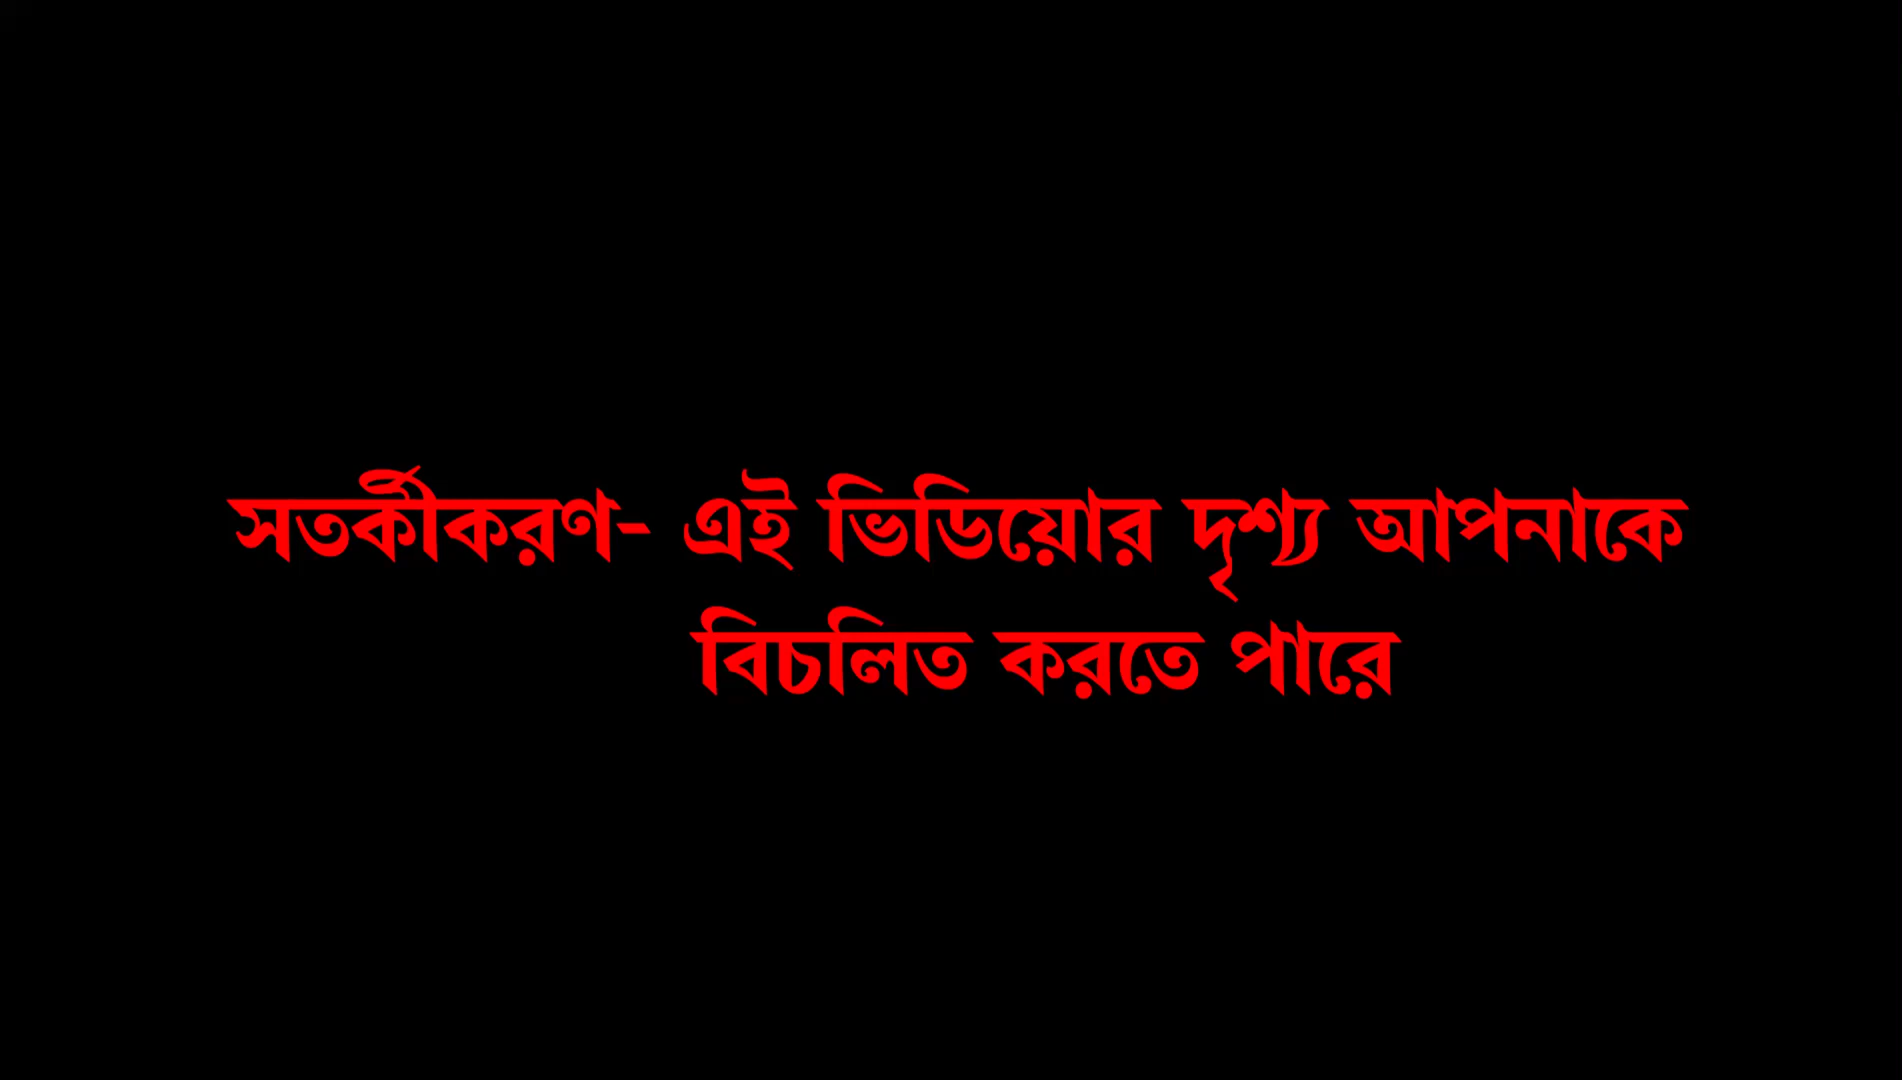 সতর্কীকরণ- এই ভিডিয়োর দৃশ্য আপনাকে
বিচলিত করতে পারে